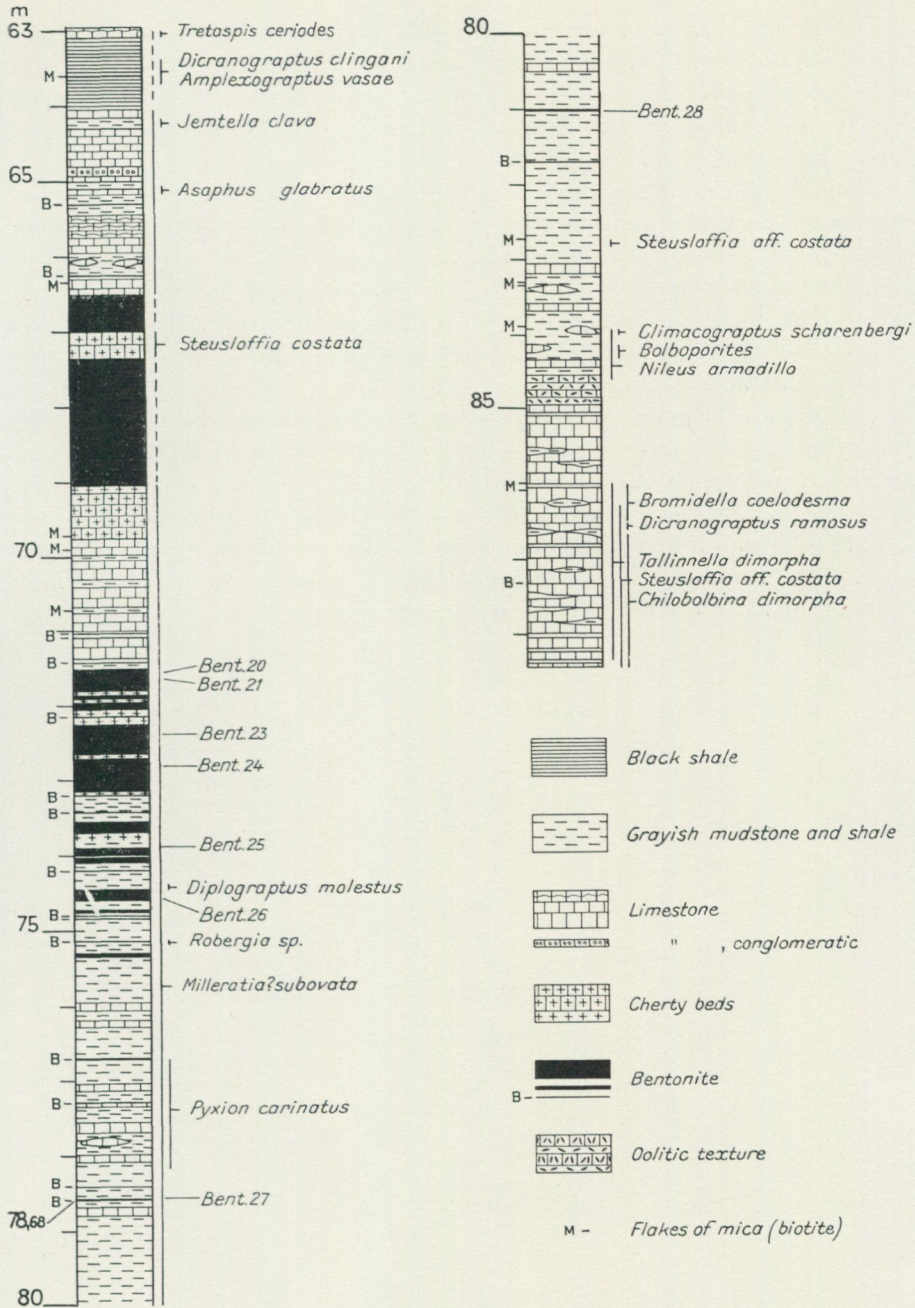 m
63
Tretaspis ceriodes
Dicranograptus clingani
M
Amplexograptus vasae
Jemtella clava
65
Asaphus glabratus
B
B
M
Steusloffia costata
M
70
M
M
B
B
Bent. 20
Bent. 21
B
Bent. 23
Bent. 24
B
B
Bent. 25
B
Diplograptus molestus
Bent. 26
B
75
B
Robergia sp.
Milleratia? subovata
B
B
Pyxion carinatus
B
B
Bent. 27
78,68
80
80
Bent. 28
B
M
Steusloffia aff. costata
M
M
Climacograptus scharenbergi
Bolboporites
Nileus armadillo
85
M
Bromidella coelodesma
Dicranograptus ramosus
Tallinnella dimorpha
B
Steusloffia aff. costata
Chilobolbina dimorpha
Black shale
Grayish mudstone and shale
Limestone
" , conglomeratic
Cherty beds
Bentonite
B
Oolitic texture
M - Flakes of mica (biotite)